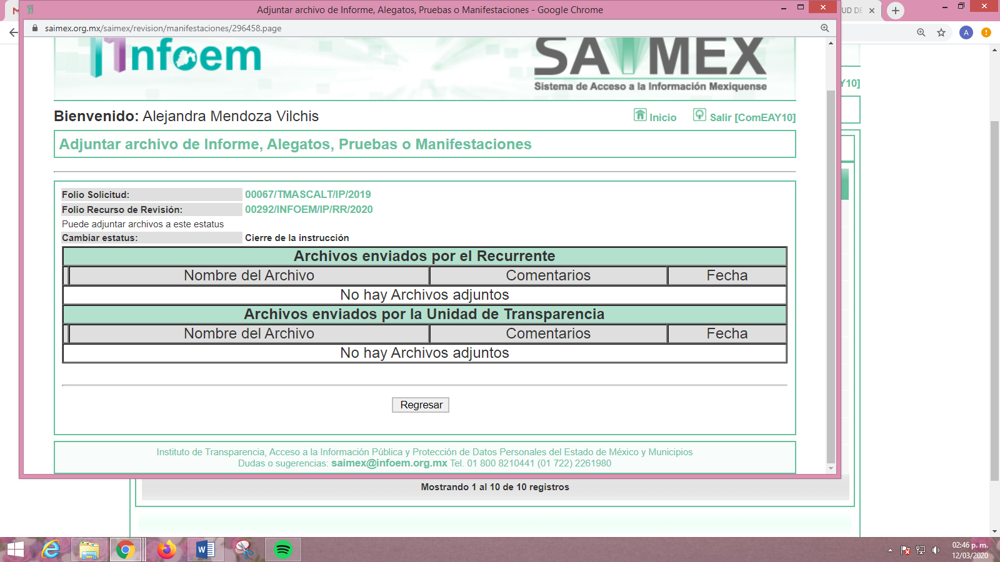 Adjuntar archivo de Informe, Alegatos, Pruebas o Manifestaciones - Google Chrome
UD DE
saimex.org.mx/saimex/revision/manifestaciones/296458.page
A
infoem
SAIMEX
Sistema de Acceso a la Información Mexiquense
Y10]
Bienvenido: Alejandra Mendoza Vilchis
Inicio
Salir [ComEAY10]
Adjuntar archivo de Informe, Alegatos, Pruebas o Manifestaciones
Folio Solicitud: 00067/TMASCALT/IP/2019
Folio Recurso de Revisión: 00292/INFOEM/IP/RR/2020
Puede adjuntar archivos a este estatus
Cambiar estatus: Cierre de la instrucción
Archivos enviados por el Recurrente
Nombre del Archivo Comentarios Fecha
No hay Archivos adjuntos
Archivos enviados por la Unidad de Transparencia
Nombre del Archivo Comentarios Fecha
No hay Archivos adjuntos
Regresar
Instituto de Transparencia, Acceso a la Información Pública y Protección de Datos Personales del Estado de México y Municipios
Dudas o sugerencias: saimex@infoem.org.mx Tel. 01 800 8210441 (01 722) 2261980
Mostrando 1 al 10 de 10 registros
02:46 p. m.
12/03/2020